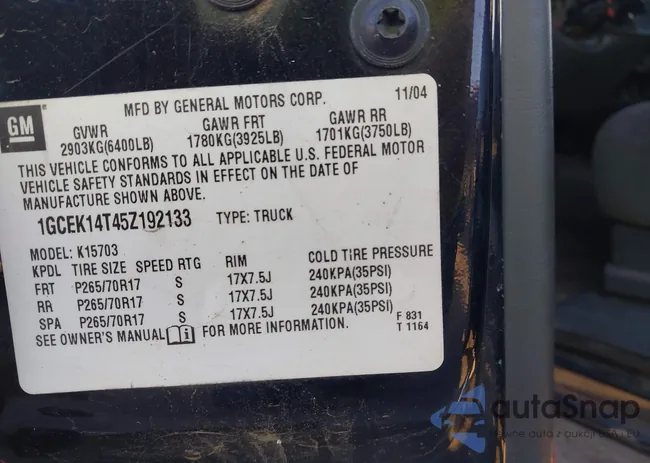 MFD BY GENERAL MOTORS CORP. 11/04
GM
GVWR GAWR FRT GAWR RR
2903KG(6400LB) 1780KG(3925LB) 1701KG(3750LB)
THIS VEHICLE CONFORMS TO ALL APPLICABLE U.S. FEDERAL MOTOR
VEHICLE SAFETY STANDARDS IN EFFECT ON THE DATE OF
MANUFACTURE SHOWN ABOVE.
1GCEK14T45Z192133 TYPE: TRUCK
MODEL: K15703
KPDL TIRE SIZE SPEED RTG RIM COLD TIRE PRESSURE
FRT P265/70R17 S 17X7.5J 240KPA(35PSI)
RR P265/70R17 S 17X7.5J 240KPA(35PSI)
SPA P265/70R17 S 17X7.5J 240KPA(35PSI)
SEE OWNER'S MANUAL i FOR MORE INFORMATION.
F 831
T 1164
autaSnap
auta z aukcji